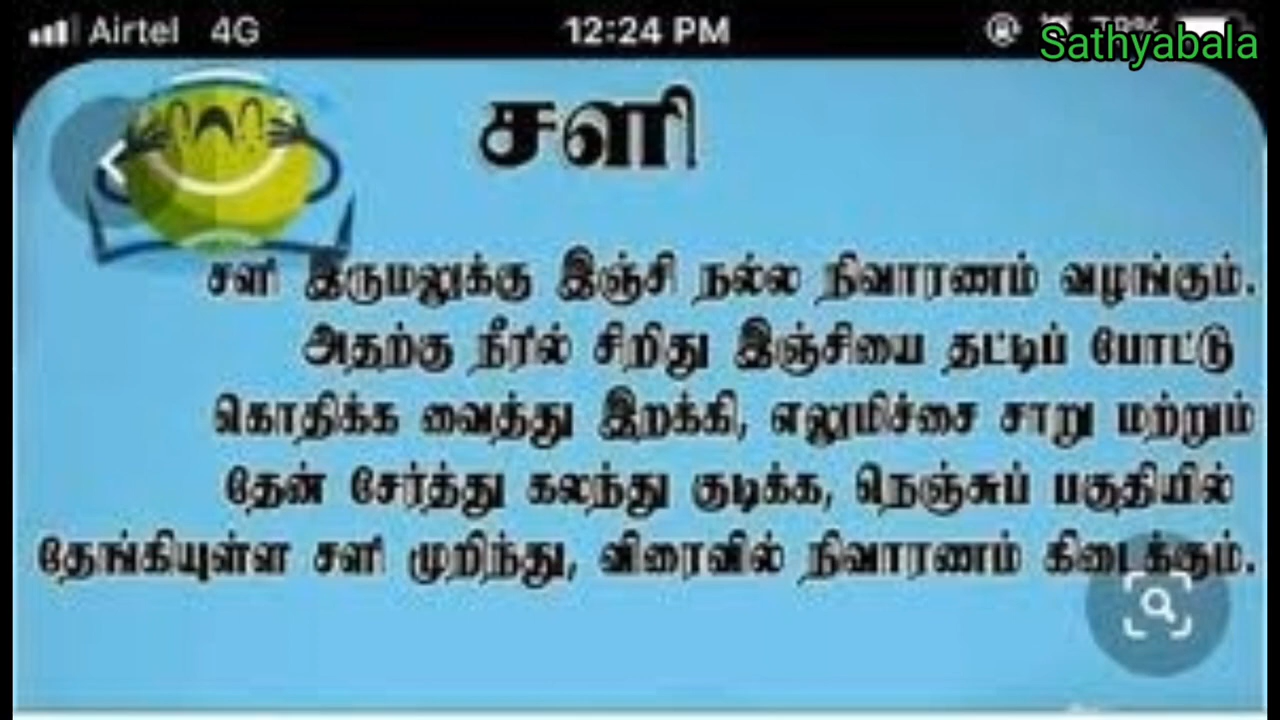 Airtel 4G 12:24 PM
Sathyabala
சளி
சளி இருமலுக்கு இஞ்சி நல்ல நிவாரணம் வழங்கும்.
அதற்கு நீரில் சிறிது இஞ்சியை தட்டிப் போட்டு
கொதிக்க வைத்து இறக்கி, எலுமிச்சை சாறு மற்றும்
தேன் சேர்த்து கலந்து குடிக்க, நெஞ்சுப் பகுதியில்
தேங்கியுள்ள சளி முறிந்து, விரைவில் நிவாரணம் கிடைக்கும்.